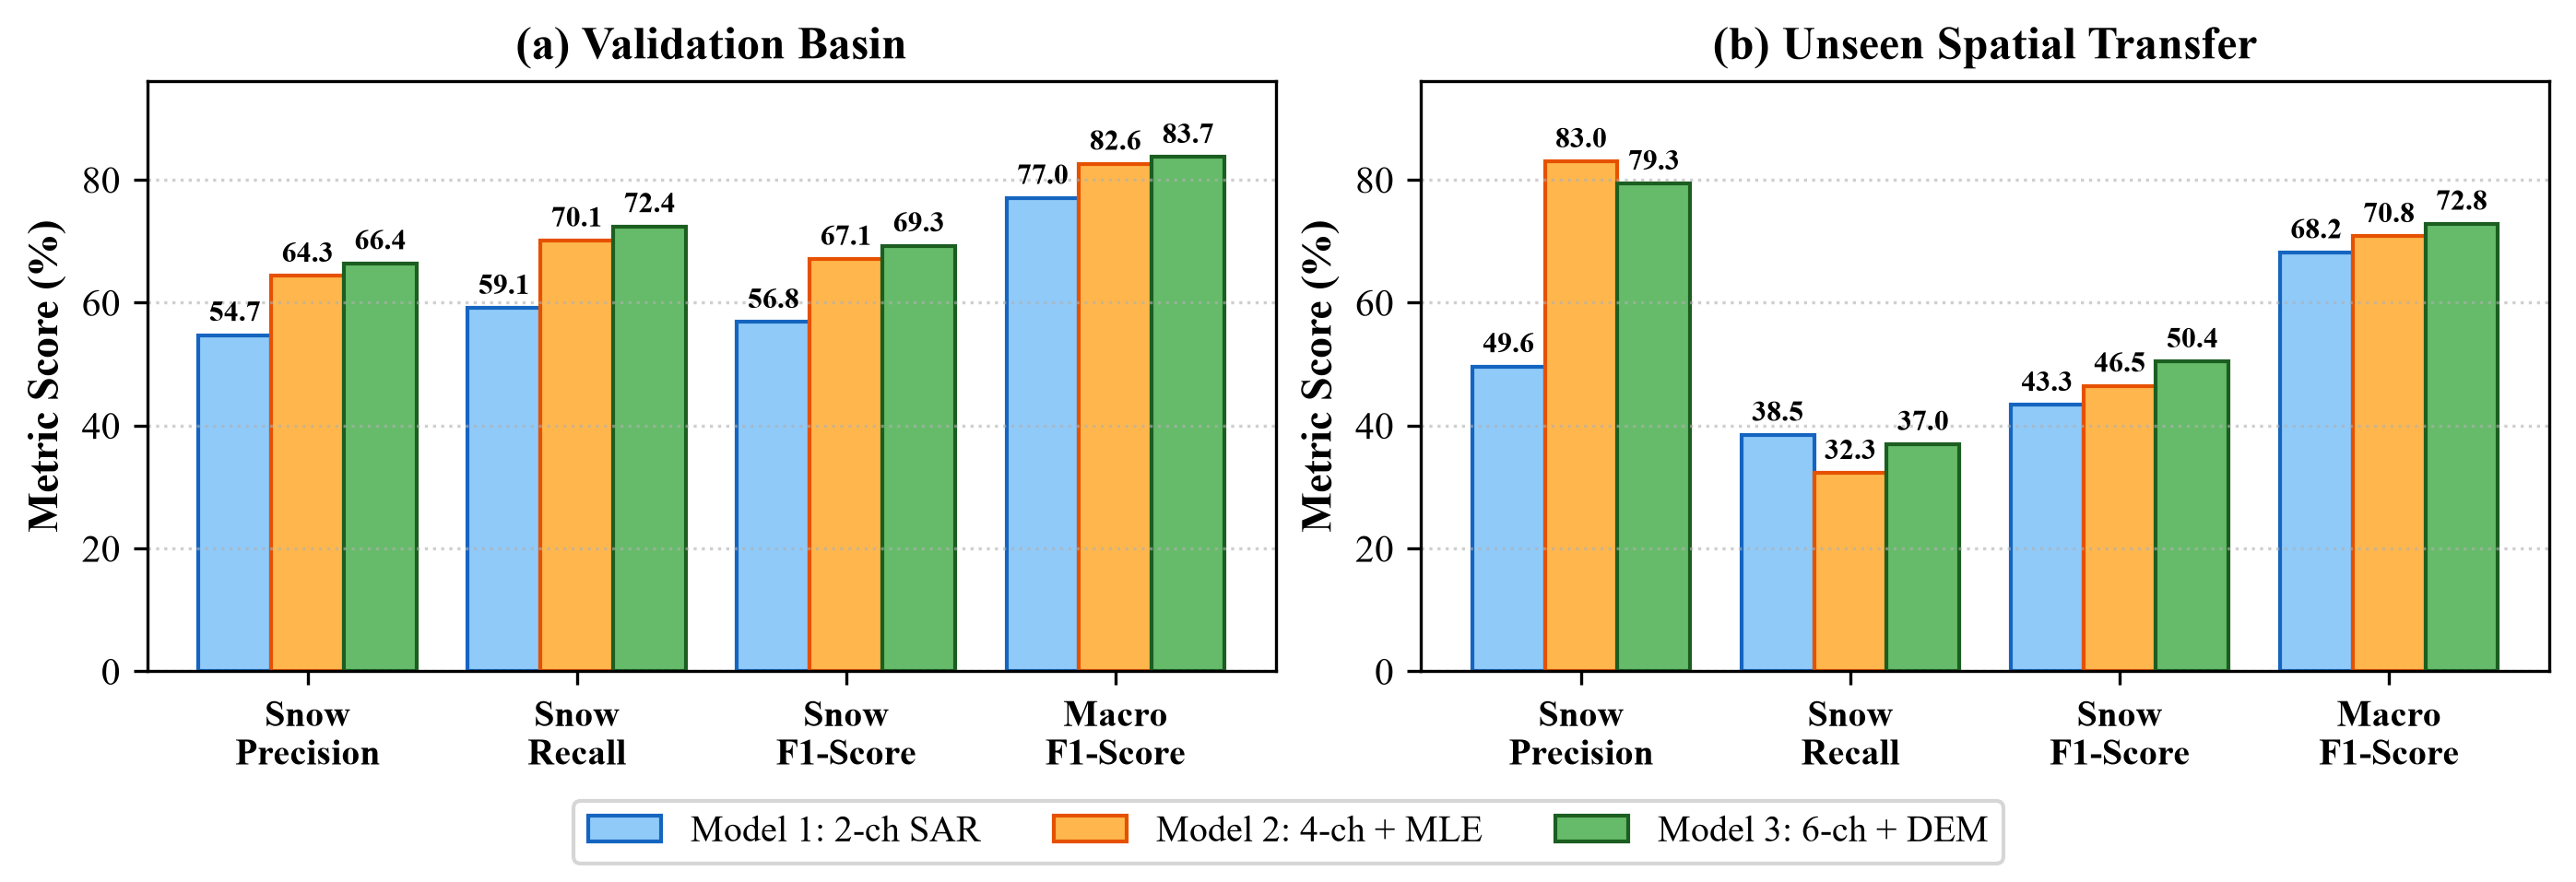 (a) Validation Basin
Metric Score (%)
80
60
40
20
0
54.7
64.3
66.4
59.1
70.1
72.4
56.8
67.1
69.3
77.0
82.6
83.7
Snow
Precision
Snow
Recall
Snow
F1-Score
Macro
F1-Score
(b) Unseen Spatial Transfer
Metric Score (%)
80
60
40
20
0
49.6
83.0
79.3
38.5
32.3
37.0
43.3
46.5
50.4
68.2
70.8
72.8
Snow
Precision
Snow
Recall
Snow
F1-Score
Macro
F1-Score
Model 1: 2-ch SAR
Model 2: 4-ch + MLE
Model 3: 6-ch + DEM